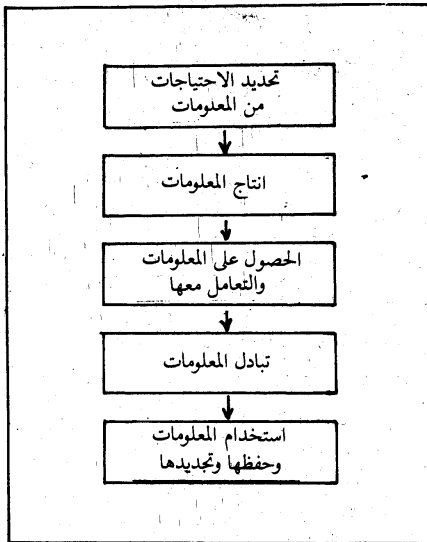 تحديد الاحتياجات
من المعلومات
انتاج المعلومات
الحصول على المعلومات
والتعامل معها
تبادل المعلومات
استخدام المعلومات
وحفظها وتجديدها